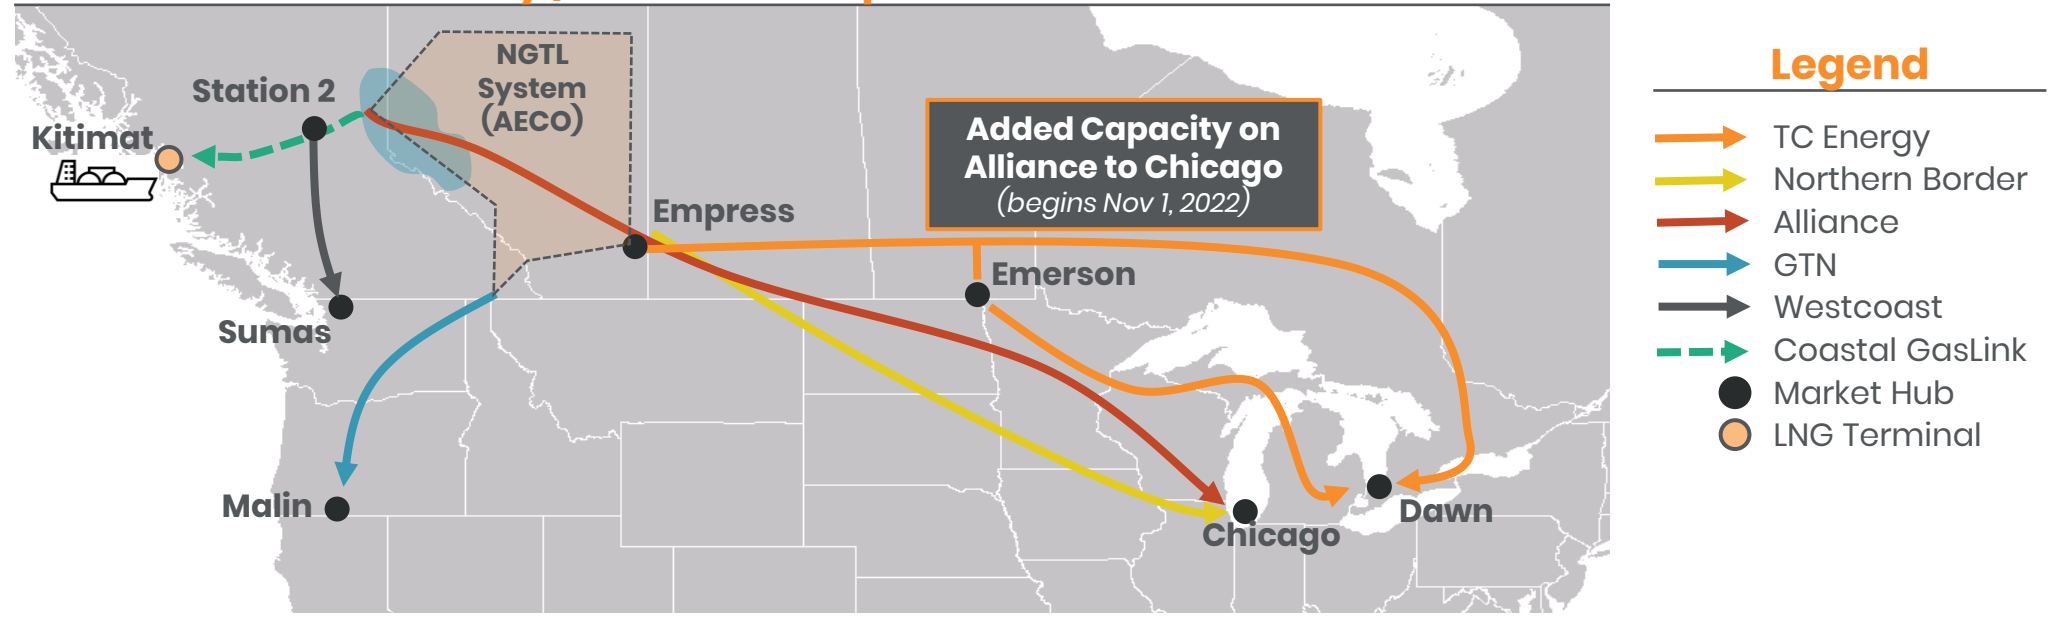 NGTL
System
(AECO)
Station 2
Kitimat
Empress
Added Capacity on
Alliance to Chicago
(begins Nov 1, 2022)
Emerson
Sumas
Malin
Chicago
Dawn
Legend
TC Energy
Northern Border
Alliance
GTN
Westcoast
Coastal GasLink
Market Hub
LNG Terminal